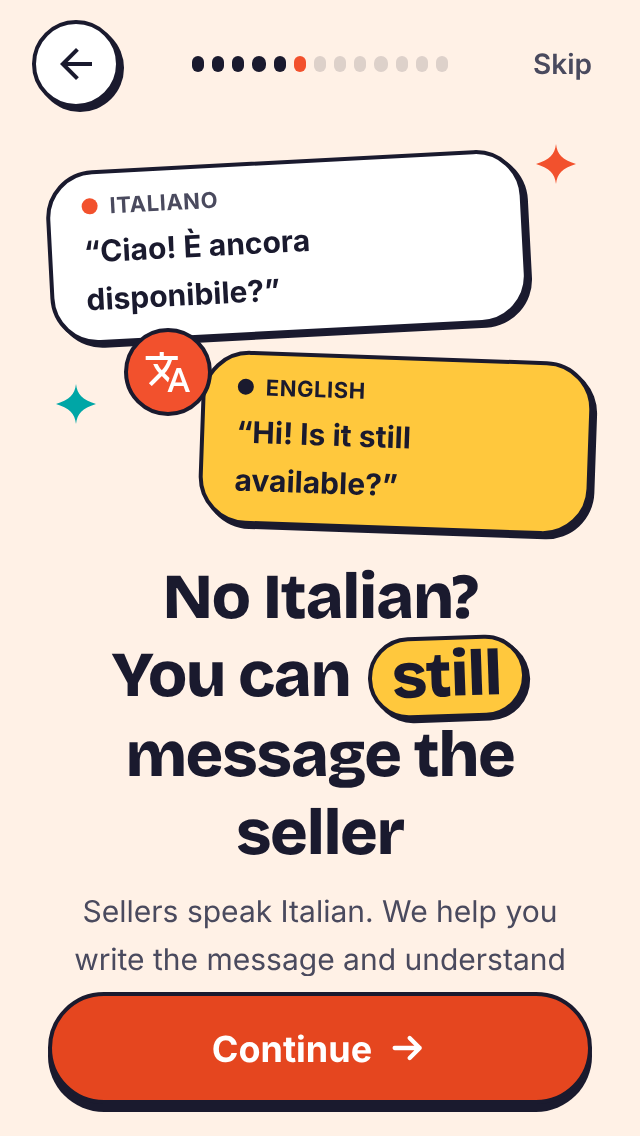 Skip
ITALIANO
“Ciao! È ancora
disponibile?”
ENGLISH
“Hi! Is it still
available?”
No Italian?
You can still
message the
seller
Sellers speak Italian. We help you
write the message and understand
Continue